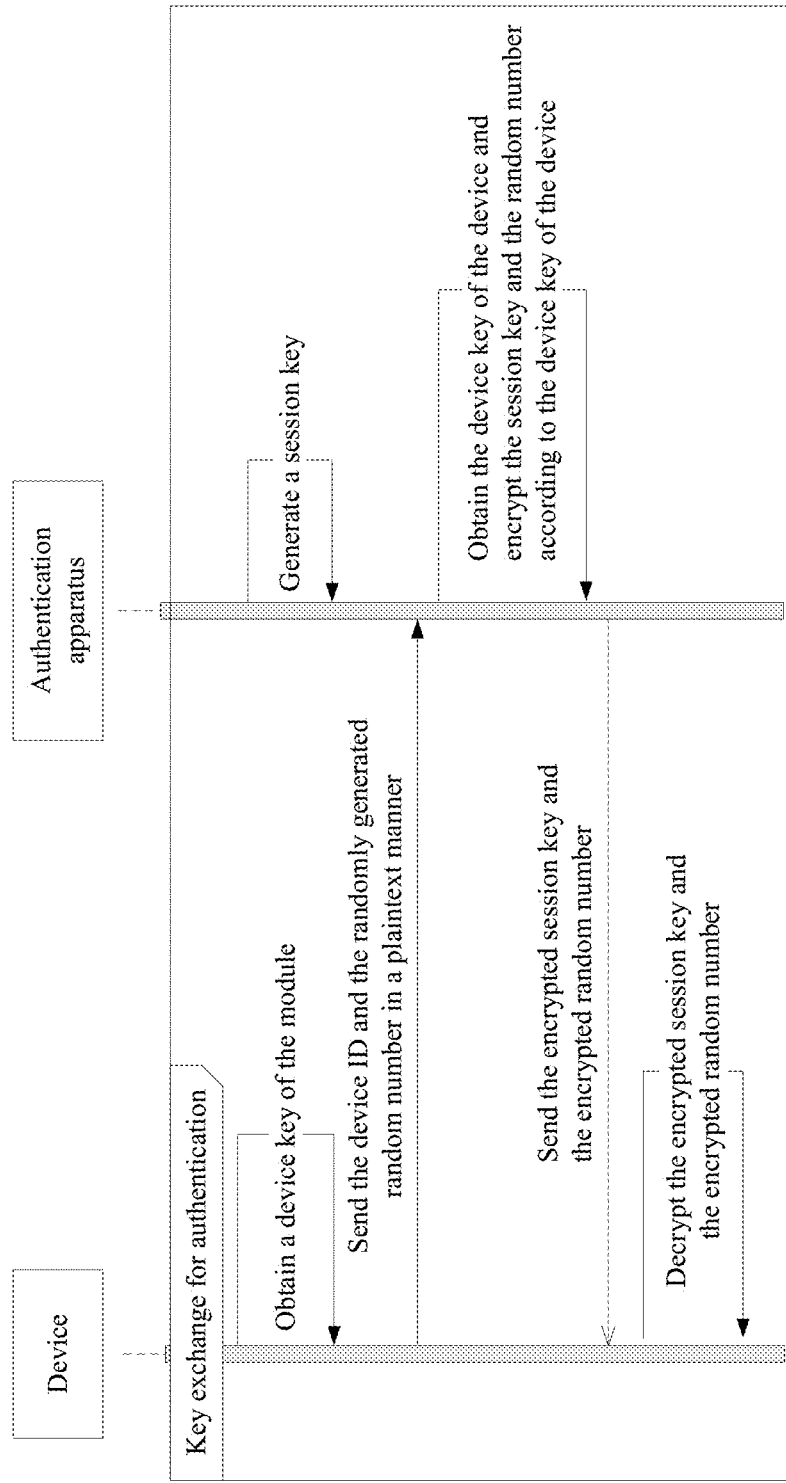 Device
Authentication
apparatus
Key exchange for authentication
Obtain a device key of the module
Generate a session key
Send the device ID and the randomly generated
random number in a plaintext manner
Obtain the device key of the device and
encrypt the session key and the random number
according to the device key of the device
Send the encrypted session key and
the encrypted random number
Decrypt the encrypted session key and
the encrypted random number